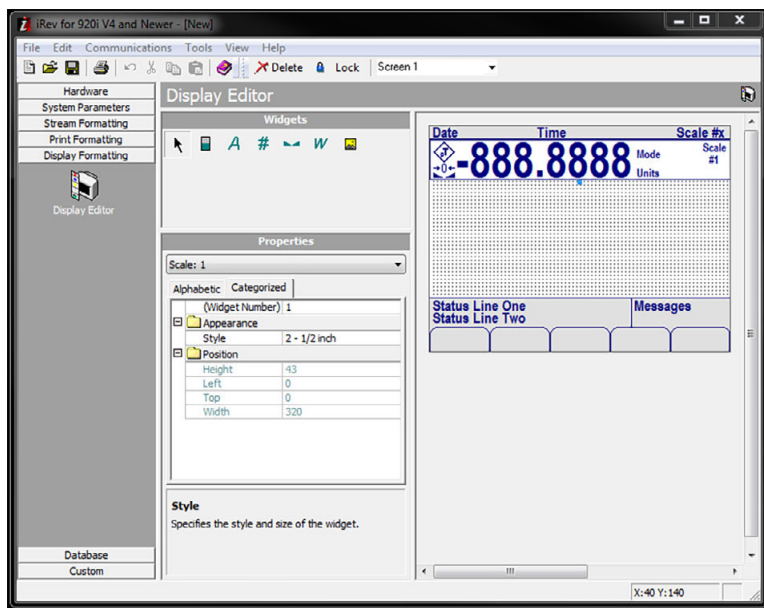 iRev for 920i V4 and Newer - [New]
File Edit Communications Tools View Help
Delete Lock Screen 1
Hardware
System Parameters
Stream Formatting
Print Formatting
Display Formatting
Display Editor
Database
Custom
Display Editor
Widgets
A # W
Properties
Scale: 1
Alphabetic Categorized
(Widget Number) 1
Appearance
Style 2 - 1/2 inch
Position
Height 43
Left 0
Top 0
Width 320
Style
Specifies the style and size of the widget.
Date Time Scale #x
-888.8888 Mode Scale
Units #1
Status Line One Messages
Status Line Two
X:40 Y:140